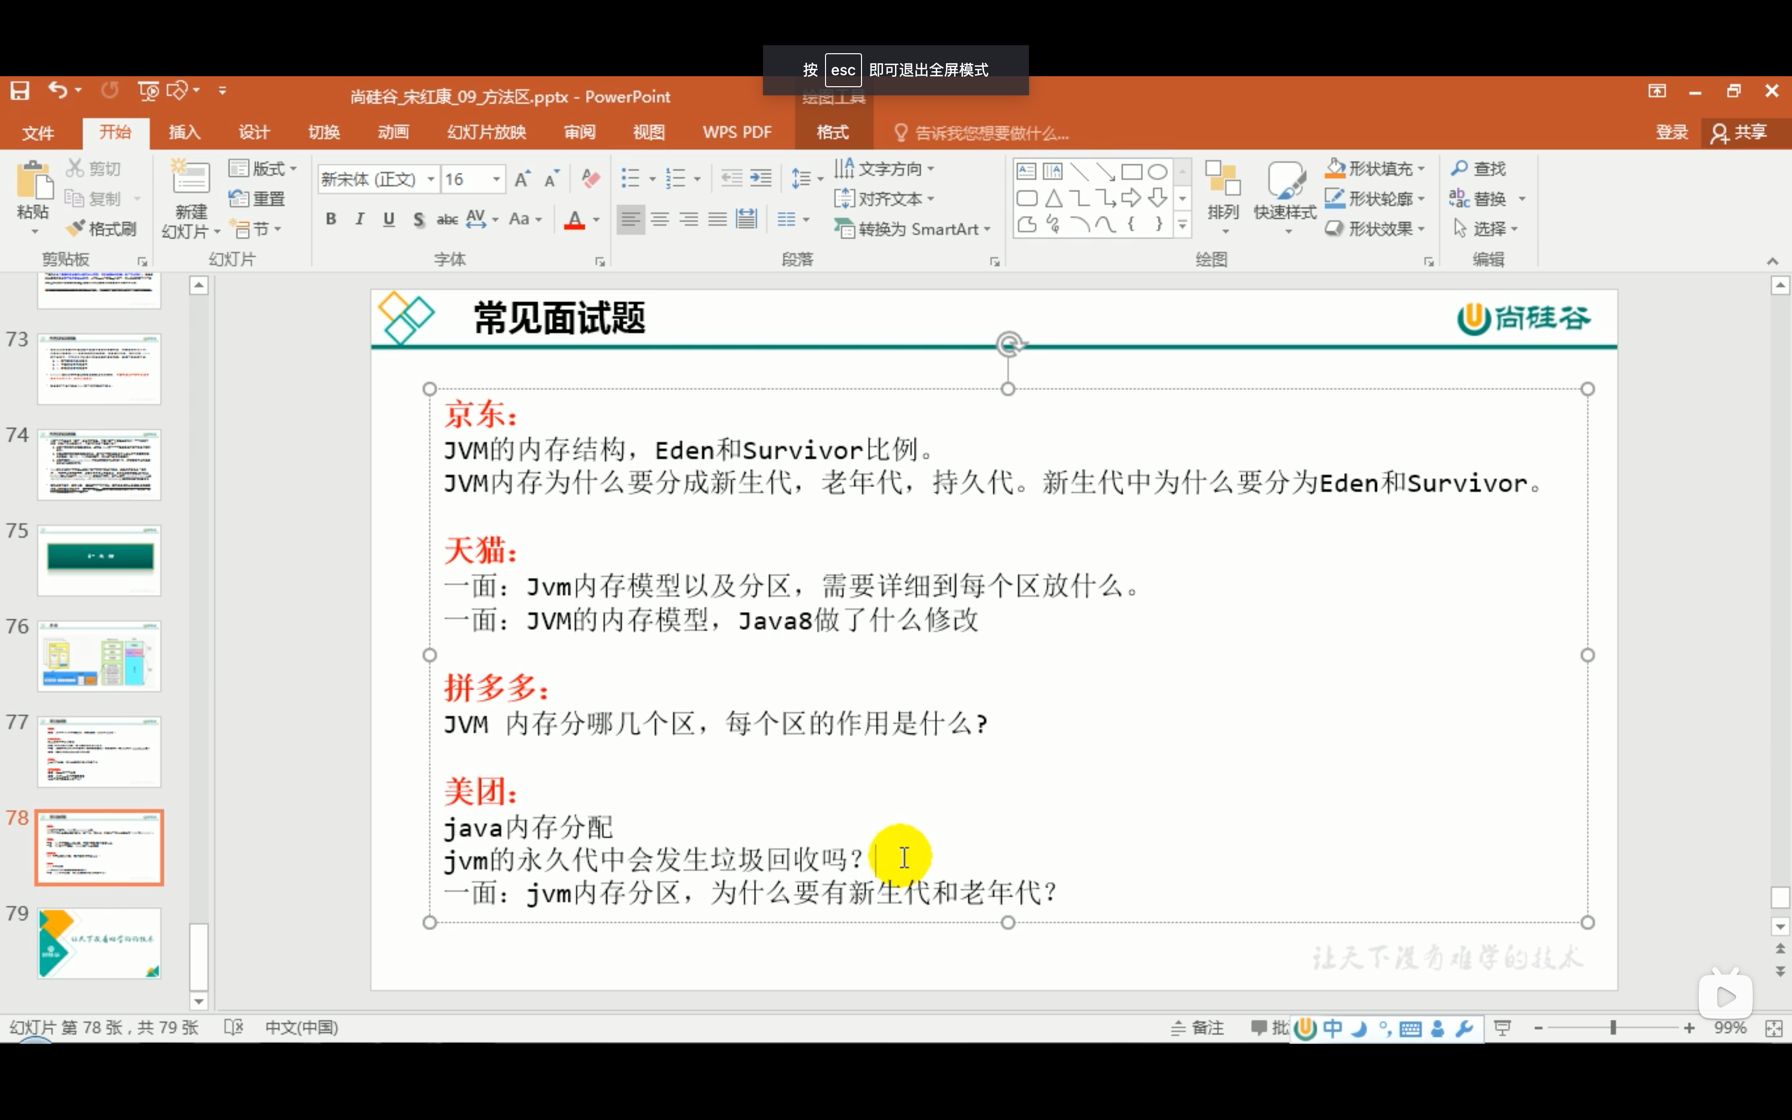 按 esc 即可退出全屏模式
尚硅谷_宋红康_09_方法区.pptx - PowerPoint
绘图工具
文件 开始 插入 设计 切换 动画 幻灯片放映 审阅 视图 WPS PDF 格式 告诉我您想要做什么... 登录 共享
剪切 版式 新宋体 (正文) 16 文字方向 形状填充 查找
粘贴 复制 新建 重置 对齐文本 排列 快速样式 形状轮廓 替换
格式刷 幻灯片 节 B I U S abc AV Aa A 转换为 SmartArt 形状效果 选择
剪贴板 幻灯片 字体 段落 绘图 编辑
73
74
75
76
77
78
79
常见面试题
尚硅谷
京东：
JVM的内存结构，Eden和Survivor比例。
JVM内存为什么要分成新生代，老年代，持久代。新生代中为什么要分为Eden和Survivor。
天猫：
一面：Jvm内存模型以及分区，需要详细到每个区放什么。
一面：JVM的内存模型，Java8做了什么修改
拼多多：
JVM 内存分哪几个区，每个区的作用是什么?
美团：
java内存分配
jvm的永久代中会发生垃圾回收吗？
一面：jvm内存分区，为什么要有新生代和老年代？
让天下没有难学的技术
幻灯片 第 78 张，共 79 张 中文(中国) 备注 批 中 99%